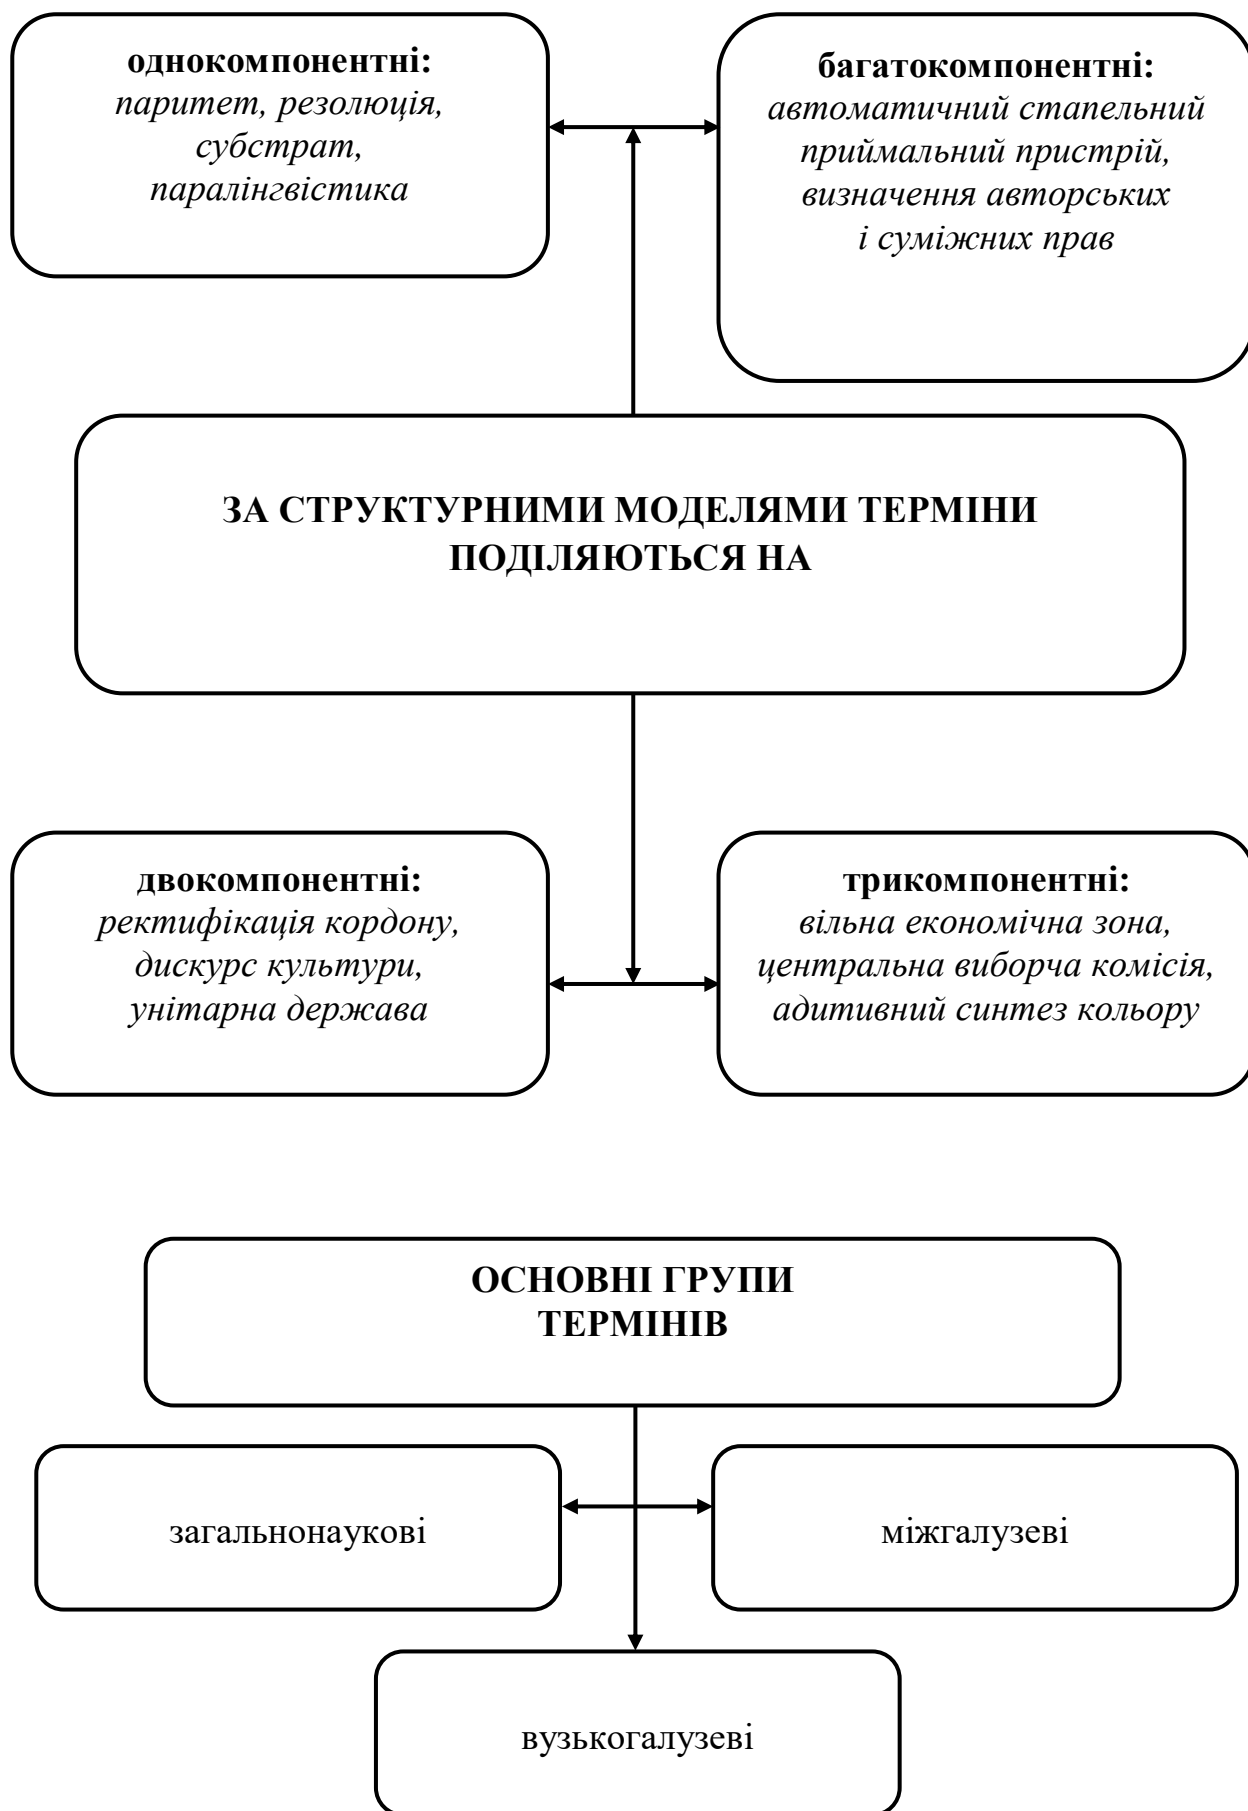 однокомпонентні:
паритет, резолюція,
субстрат,
паралінгвістика
багатокомпонентні:
автоматичний стапельний
приймальний пристрій,
визначення авторських
і суміжних прав
ЗА СТРУКТУРНИМИ МОДЕЛЯМИ ТЕРМІНИ
ПОДІЛЯЮТЬСЯ НА
двокомпонентні:
ректифікація кордону,
дискурс культури,
унітарна держава
трикомпонентні:
вільна економічна зона,
центральна виборча комісія,
адитивний синтез кольору
ОСНОВНІ ГРУПИ
ТЕРМІНІВ
загальнонаукові
міжгалузеві
вузькогалузеві